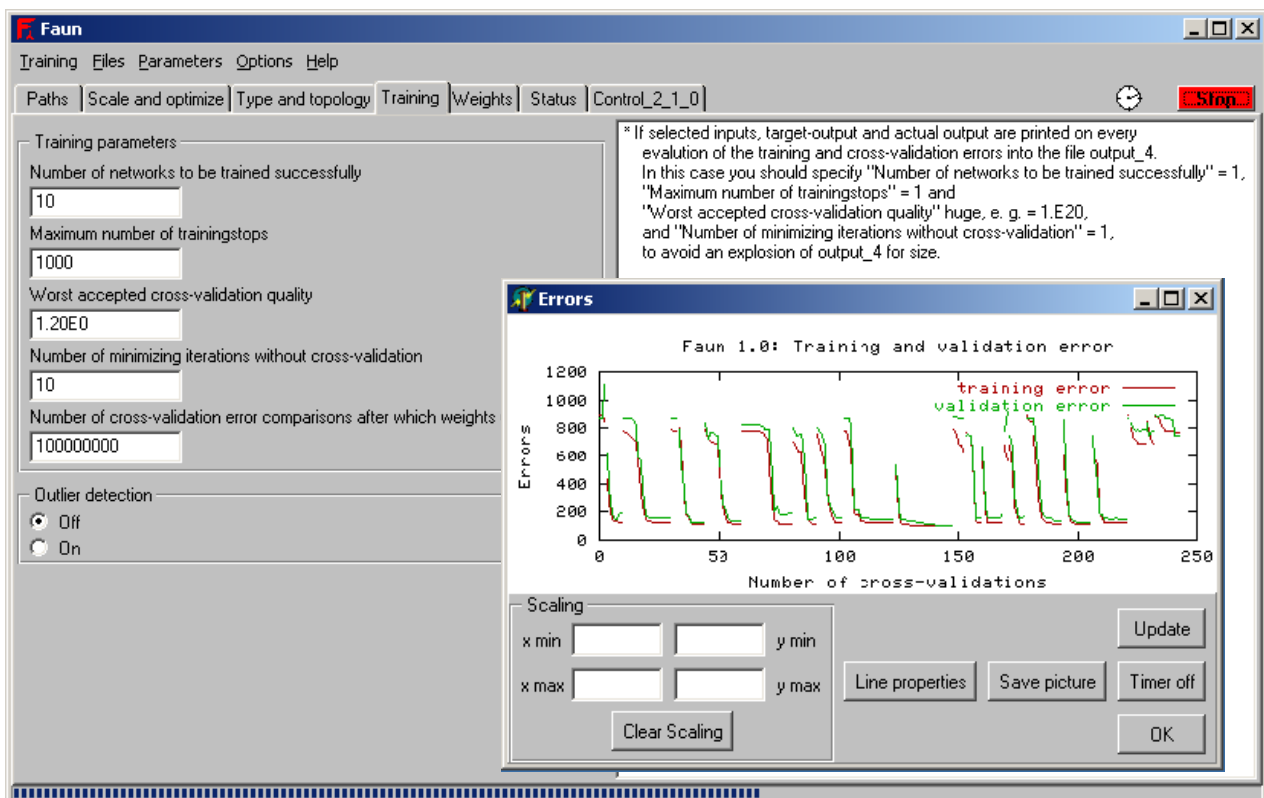 Faun
Training Files Parameters Options Help
Paths Scale and optimize Type and topology Training Weights Status Control_2_1_0 Stop
Training parameters
Number of networks to be trained successfully
10
Maximum number of trainingstops
1000
Worst accepted cross-validation quality
1.20E0
Number of minimizing iterations without cross-validation
10
Number of cross-validation error comparisons after which weights
100000000
Outlier detection
Off
On
* If selected inputs, target-output and actual output are printed on every
evalution of the training and cross-validation errors into the file output_4.
In this case you should specify "Number of networks to be trained successfully" = 1,
"Maximum number of trainingstops" = 1 and
"Worst accepted cross-validation quality" huge, e. g. = 1.E20,
and "Number of minimizing iterations without cross-validation" = 1,
to avoid an explosion of output_4 for size.
Errors
Faun 1.0: Training and validation error
training error
validation error
1200
1000
800
600
400
200
0
Errors
0 50 100 150 200 250
Number of cross-validations
Scaling
x min y min
x max y max
Clear Scaling
Line properties Save picture
Update
Timer off
OK